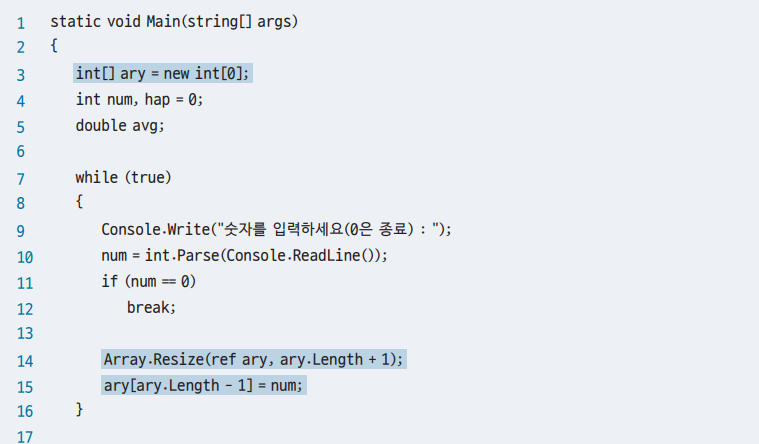 1 static void Main(string[] args)
2 {
3 int[] ary = new int[0];
4 int num, hap = 0;
5 double avg;
6
7 while (true)
8 {
9 Console.Write("숫자를 입력하세요(0은 종료) : ");
10 num = int.Parse(Console.ReadLine());
11 if (num == 0)
12 break;
13
14 Array.Resize(ref ary, ary.Length + 1);
15 ary[ary.Length - 1] = num;
16 }
17